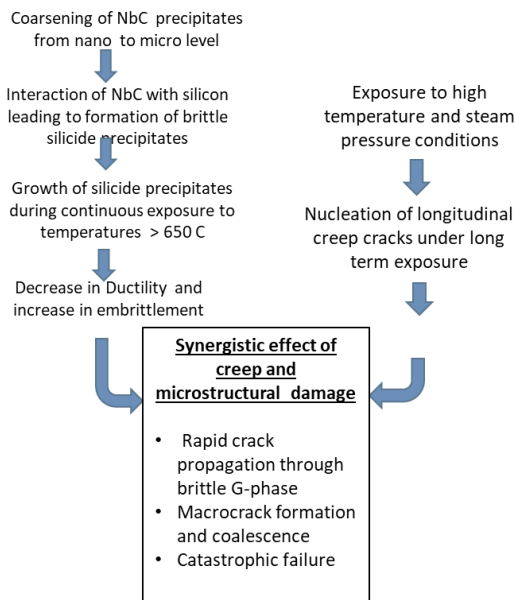 Coarsening of NbC precipitates
from nano to micro level
Interaction of NbC with silicon
leading to formation of brittle
silicide precipitates
Growth of silicide precipitates
during continuous exposure to
temperatures > 650 C
Decrease in Ductility and
increase in embrittlement
Exposure to high
temperature and steam
pressure conditions
Nucleation of longitudinal
creep cracks under long
term exposure
Synergistic effect of
creep and
microstructural damage
• Rapid crack
propagation through
brittle G-phase
• Macrocrack formation
and coalescence
• Catastrophic failure